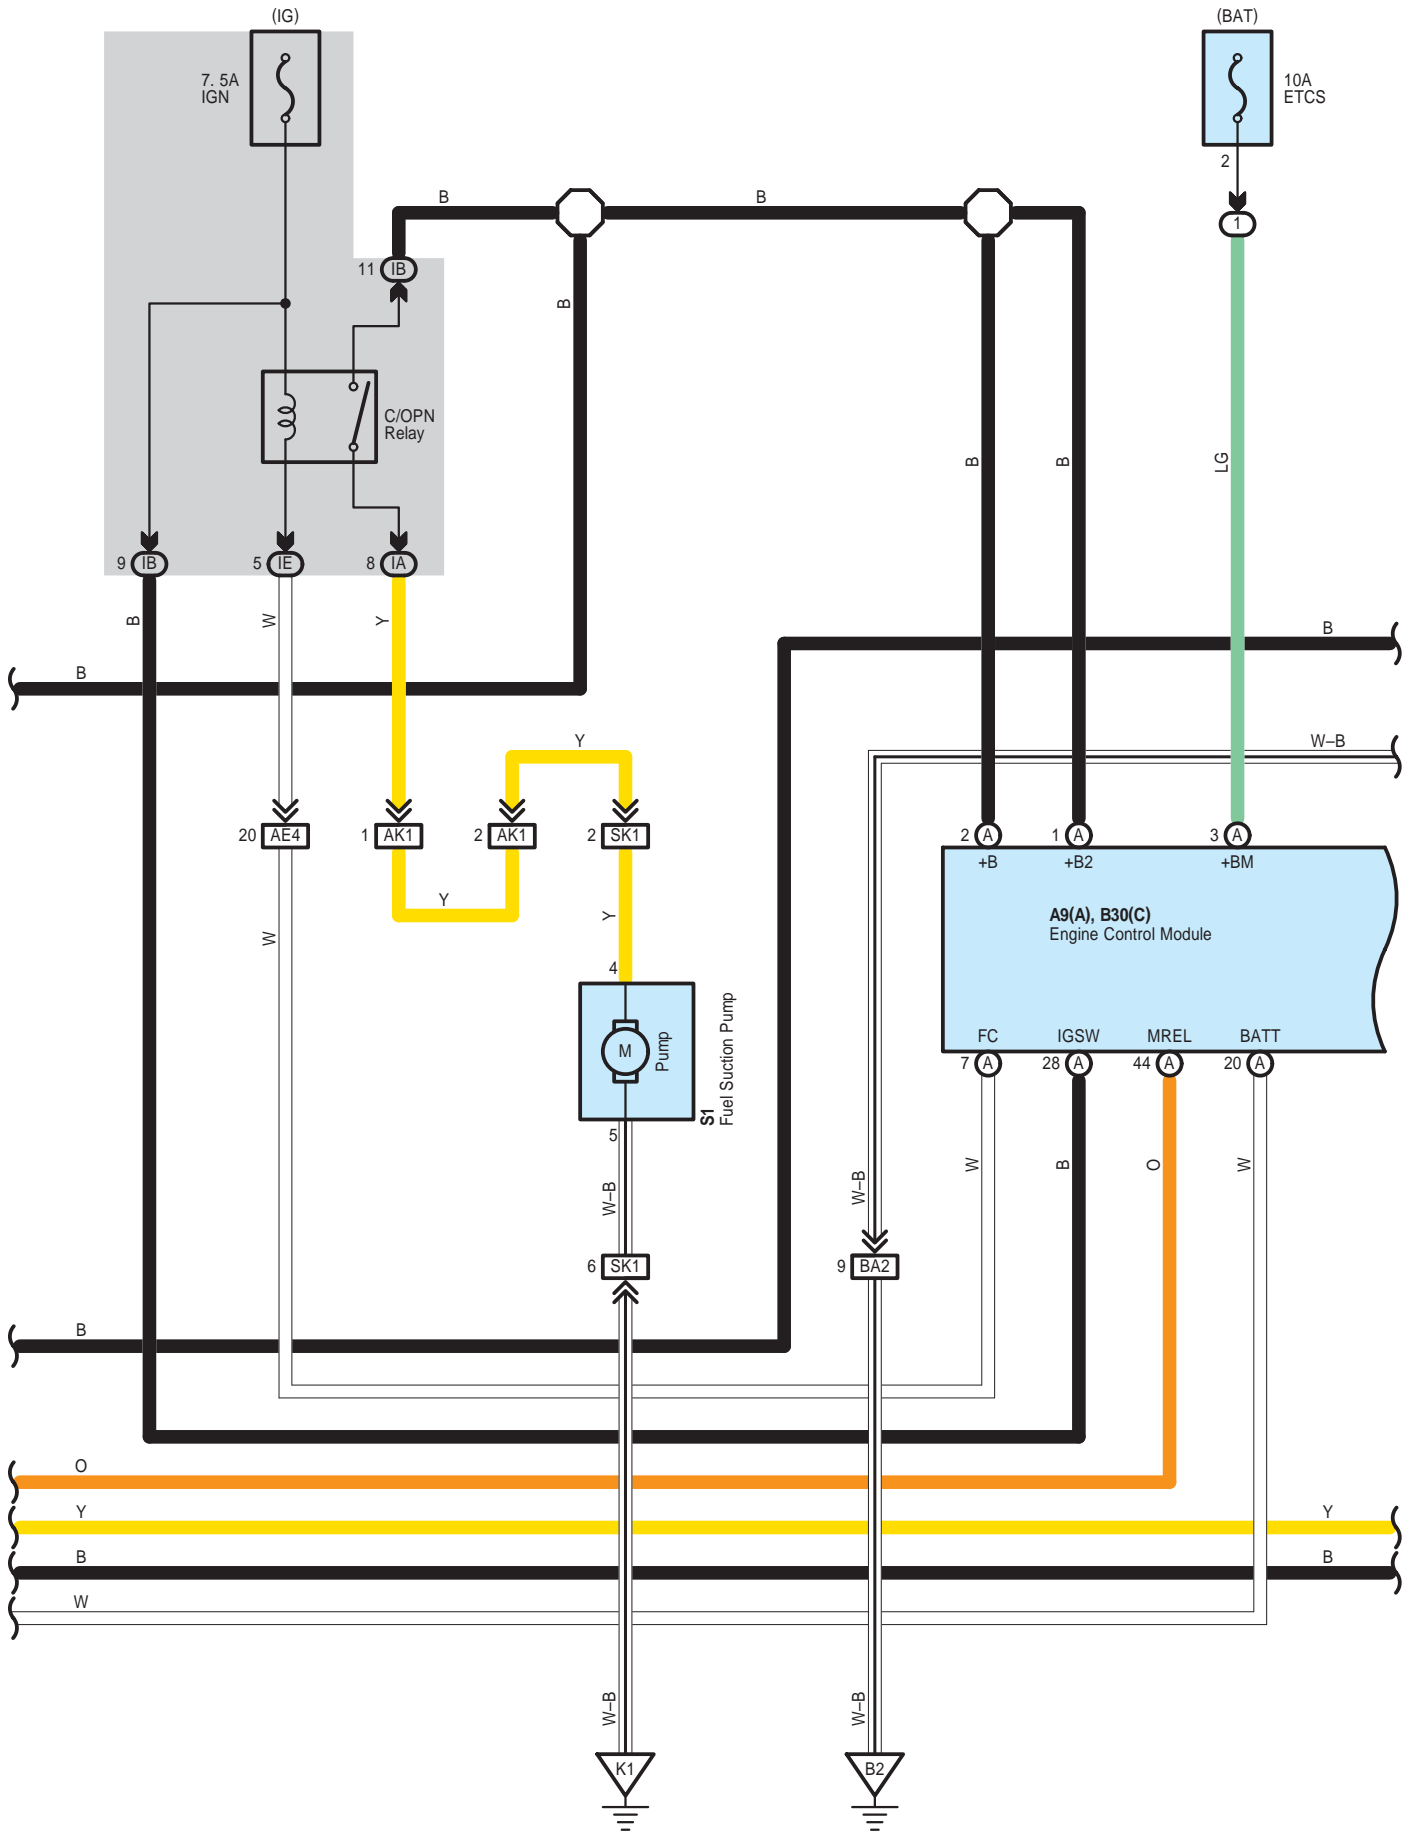 (IG)
(BAT)
7. 5A
IGN
10A
ETCS
2
1
B
B
11 IB
B
C/OPN
Relay
B
B
LG
9 IB
5 IE
8 IA
B
W
Y
B
B
Y
W–B
20 AE4
1 AK1
2 AK1
2 SK1
2 A
1 A
3 A
+B
+B2
+BM
Y
W
Y
A9(A), B30(C)
Engine Control Module
4
M
Pump
S1
Fuel Suction Pump
5
FC
IGSW
MREL
BATT
7 A
28 A
44 A
20 A
W–B
W–B
W
B
O
W
6 SK1
9 BA2
B
O
Y
Y
B
B
W
W–B
W–B
K1
B2